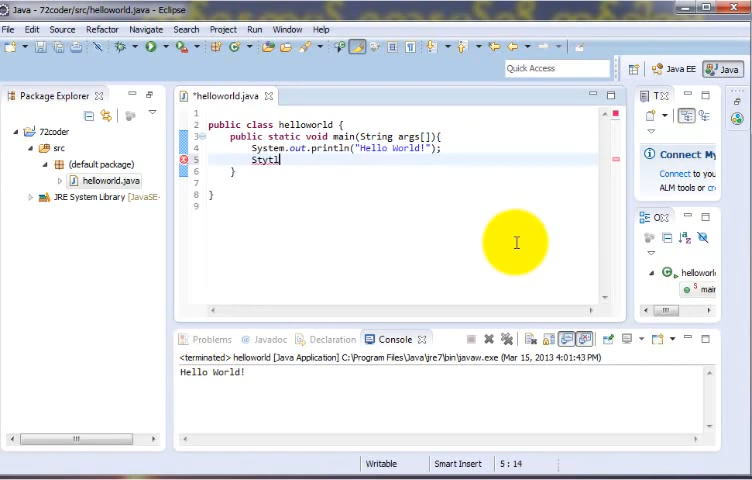 Java - 72coder/src/helloworld.java - Eclipse
File Edit Source Refactor Navigate Search Project Run Window Help
Quick Access
Java EE
Java
Package Explorer
72coder
src
(default package)
helloworld.java
JRE System Library [JavaSE-
*helloworld.java
1
2 public class helloworld {
3 public static void main(String args[]){
4 System.out.println("Hello World!");
5 Stytl
6 }
7
8 }
9
T
Connect My
Connect to you
ALM tools or cr
O
helloworl
S main
Problems @ Javadoc Declaration Console
<terminated> helloworld [Java Application] C:\Program Files\Java\jre7\bin\javaw.exe (Mar 15, 2013 4:01:43 PM)
Hello World!
Writable Smart Insert 5 : 14